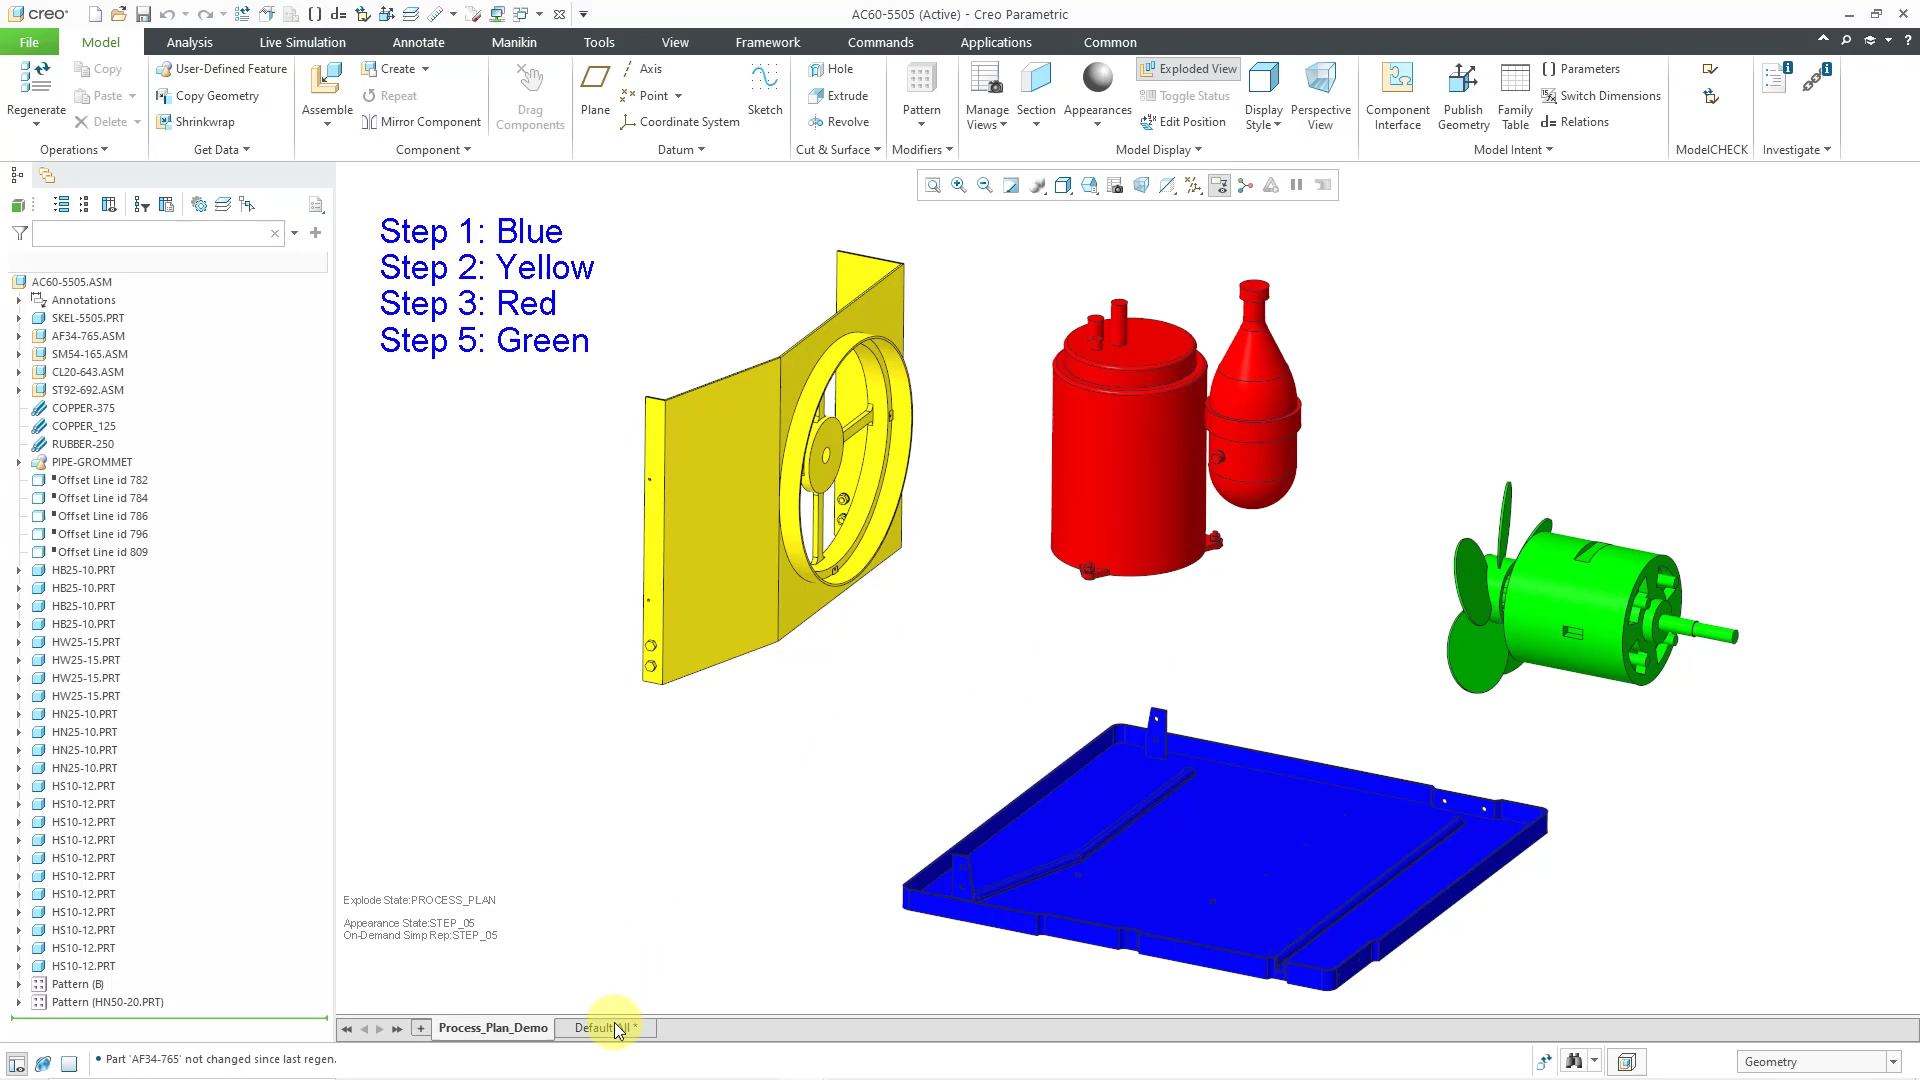 creo
d=
AC60-5505 (Active) - Creo Parametric
File
Model
Analysis
Live Simulation
Annotate
Manikin
Tools
View
Framework
Commands
Applications
Common
Regenerate
Copy
Paste
Delete
Operations
User-Defined Feature
Copy Geometry
Shrinkwrap
Get Data
Assemble
Create
Repeat
Mirror Component
Component
Drag
Components
Plane
Axis
Point
Coordinate System
Sketch
Datum
Hole
Extrude
Revolve
Cut & Surface
Pattern
Modifiers
Manage
Views
Section
Appearances
Exploded View
Toggle Status
Edit Position
Display
Style
Perspective
View
Model Display
Component
Interface
Publish
Geometry
Family
Table
Parameters
Switch Dimensions
d= Relations
Model Intent
ModelCHECK
Investigate
AC60-5505.ASM
Annotations
SKEL-5505.PRT
AF34-765.ASM
SM54-165.ASM
CL20-643.ASM
ST92-692.ASM
COPPER-375
COPPER_125
RUBBER-250
PIPE-GROMMET
Offset Line id 782
Offset Line id 784
Offset Line id 786
Offset Line id 796
Offset Line id 809
HB25-10.PRT
HB25-10.PRT
HB25-10.PRT
HB25-10.PRT
HW25-15.PRT
HW25-15.PRT
HW25-15.PRT
HW25-15.PRT
HN25-10.PRT
HN25-10.PRT
HN25-10.PRT
HN25-10.PRT
HS10-12.PRT
HS10-12.PRT
HS10-12.PRT
HS10-12.PRT
HS10-12.PRT
HS10-12.PRT
HS10-12.PRT
HS10-12.PRT
HS10-12.PRT
HS10-12.PRT
HS10-12.PRT
Pattern (B)
Pattern (HN50-20.PRT)
Step 1: Blue
Step 2: Yellow
Step 3: Red
Step 5: Green
Explode State:PROCESS_PLAN
Appearance State:STEP_05
On-Demand Simp Rep:STEP_05
Process_Plan_Demo
Default All *
• Part 'AF34-765' not changed since last regen.
Geometry